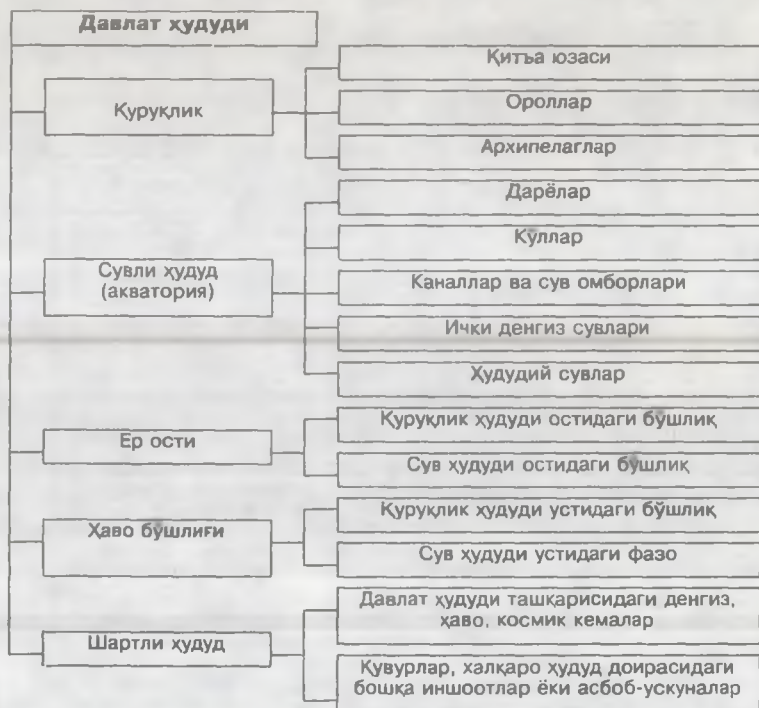 Давлат ҳудуди
Қуруқлик
Қитъа юзаси
Ороллар
Архипелаглар
Сувли ҳудуд
(акватория)
Дарёлар
Кўллар
Каналлар ва сув омборлари
Ички денгиз сувлари
Ҳудудий сувлар
Ер ости
Қуруқлик ҳудуди остидаги бўшлиқ
Сув ҳудуди остидаги бўшлиқ
Ҳаво бўшлиғи
Қуруқлик ҳудуди устидаги бўшлиқ
Сув ҳудуди устидаги фазо
Шартли ҳудуд
Давлат ҳудуди ташқарисидаги денгиз,
ҳаво, космик кемалар
Қувурлар, халқаро ҳудуд доирасидаги
бошқа иншоотлар ёки асбоб-ускуналар